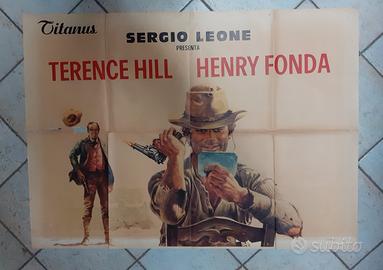 Titanus
SERGIO LEONE
PRESENTA
TERENCE HILL HENRY FONDA
subito